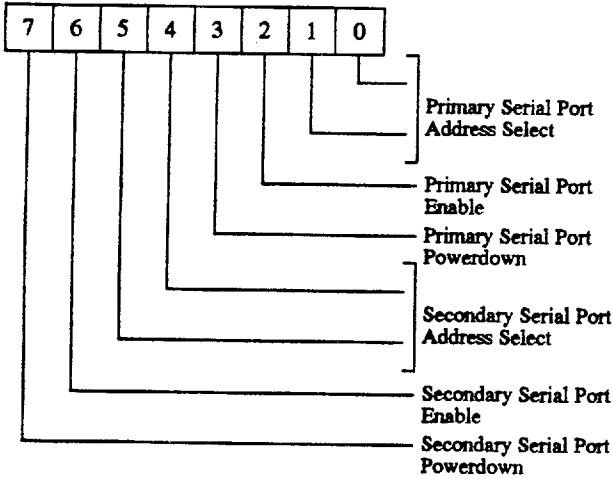 7 6 5 4 3 2 1 0
Primary Serial Port
Address Select
Primary Serial Port
Enable
Primary Serial Port
Powerdown
Secondary Serial Port
Address Select
Secondary Serial Port
Enable
Secondary Serial Port
Powerdown